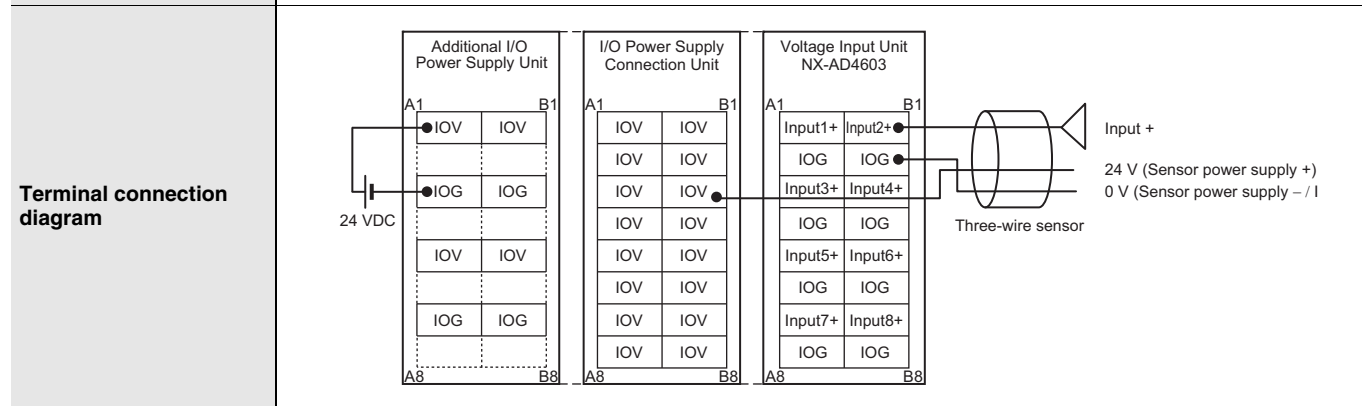 Terminal connection
diagram
Additional I/O
Power Supply Unit
A1 B1
IOV IOV
IOG IOG
IOV IOV
IOG IOG
A8 B8
24 VDC
I/O Power Supply
Connection Unit
A1 B1
IOV IOV
IOV IOV
IOV IOV
IOV IOV
IOV IOV
IOV IOV
IOV IOV
IOV IOV
A8 B8
Voltage Input Unit
NX-AD4603
A1 B1
Input1+ Input2+
IOG IOG
Input3+ Input4+
IOG IOG
Input5+ Input6+
IOG IOG
Input7+ Input8+
IOG IOG
A8 B8
Input +
24 V (Sensor power supply +)
0 V (Sensor power supply – / I
Three-wire sensor